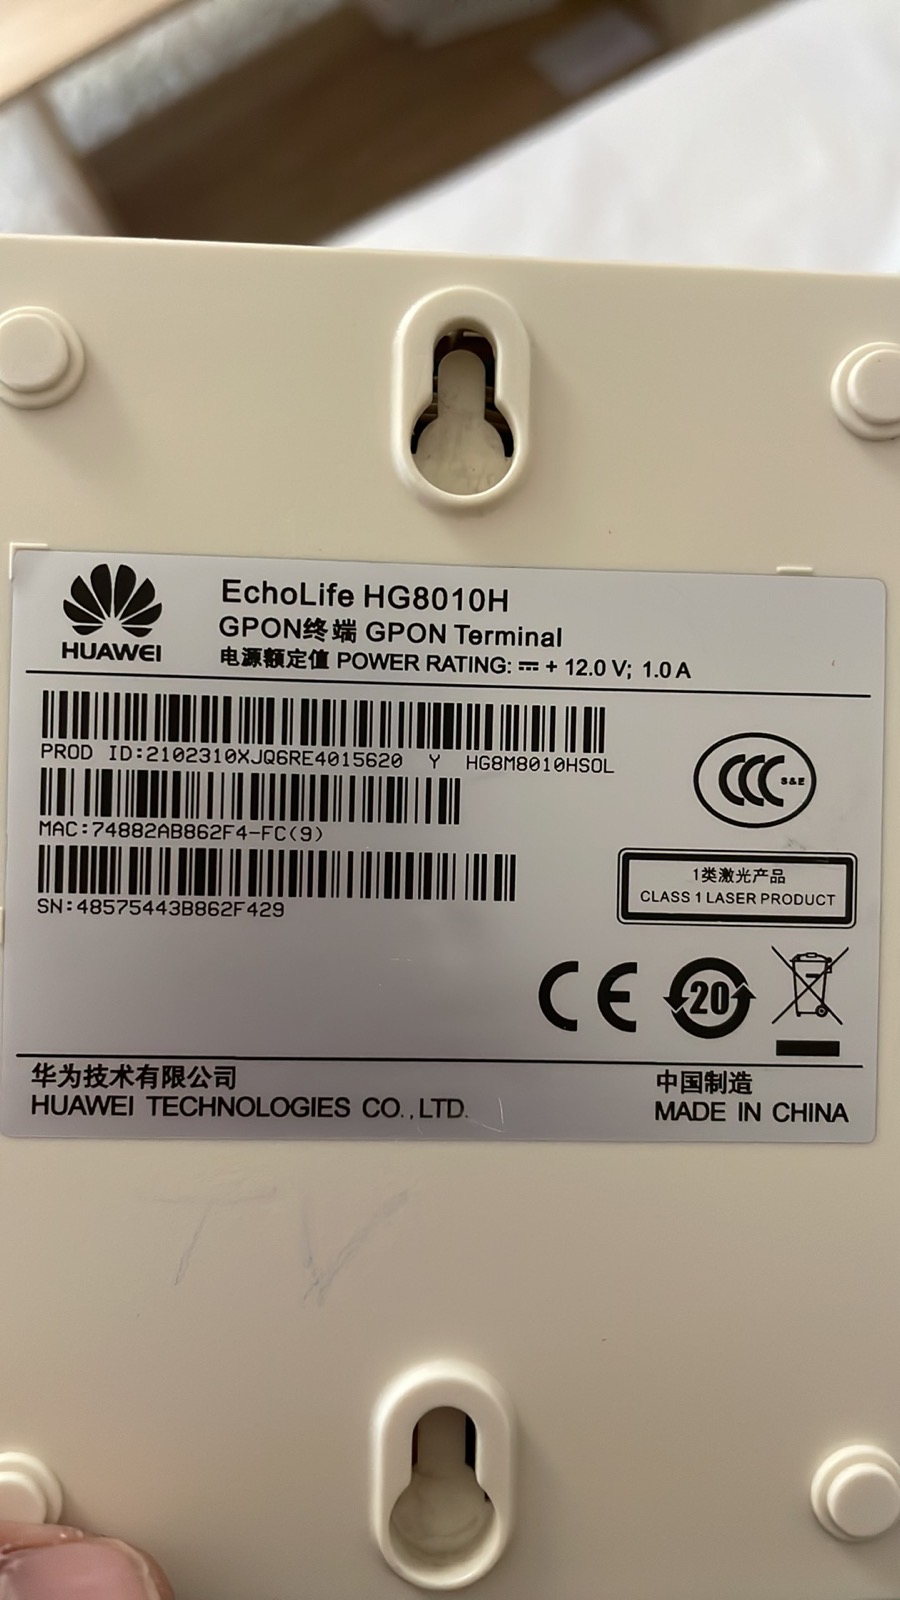 HUAWEI
EchoLife HG8010H
GPON终端 GPON Terminal
电源额定值 POWER RATING: ⎓ + 12.0 V; 1.0 A
PROD ID:2102310XJQ6RE4015620 Y HG8M8010HSOL
MAC:74882AB862F4-FC(9)
SN:48575443B862F429
CCC S&E
1类激光产品
CLASS 1 LASER PRODUCT
CE
20
华为技术有限公司
HUAWEI TECHNOLOGIES CO.,LTD.
中国制造
MADE IN CHINA
TV